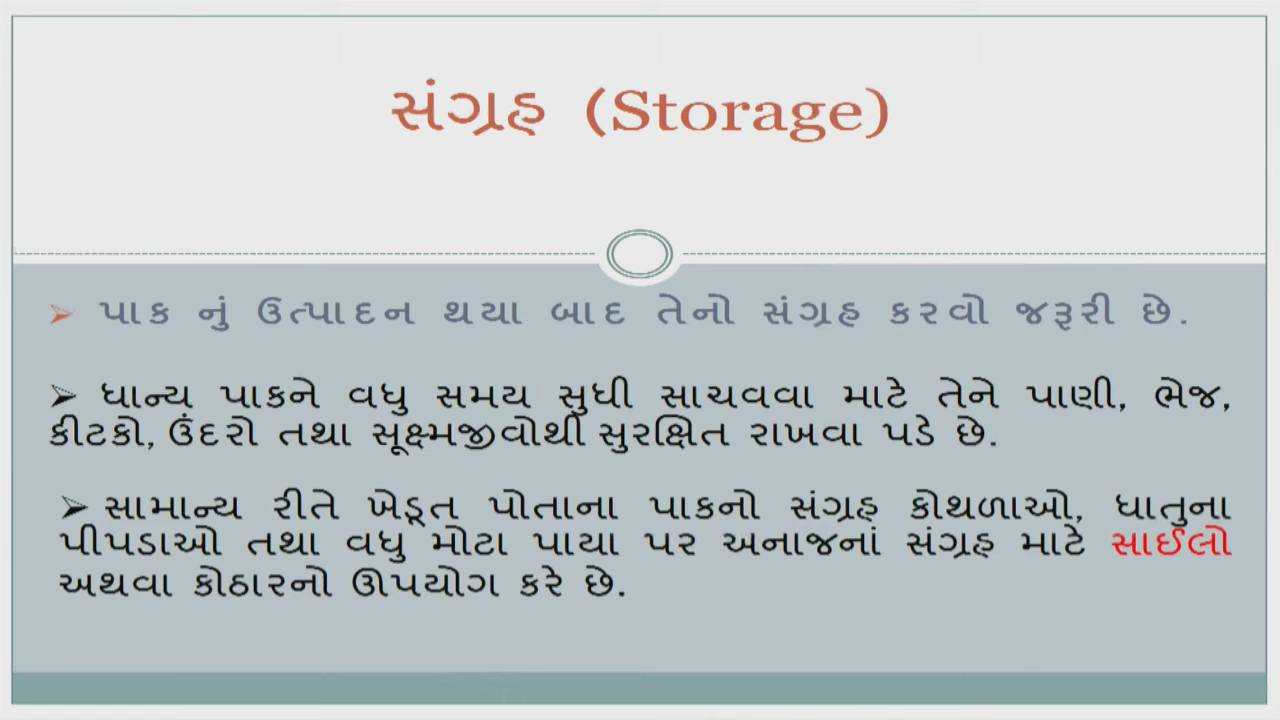 સંગ્રહ (Storage)
➢ પાક નું ઉત્પાદન થયા બાદ તેનો સંગ્રહ કરવો જરૂરી છે.
➢ ધાન્ય પાકને વધુ સમય સુધી સાચવવા માટે તેને પાણી, ભેજ,
કીટકો, ઉંદરો તથા સૂક્ષ્મજીવોથી સુરક્ષિત રાખવા પડે છે.
➢ સામાન્ય રીતે ખેડૂત પોતાના પાકનો સંગ્રહ કોથળાઓ, ધાતુના
પીપડાઓ તથા વધુ મોટા પાયા પર અનાજનાં સંગ્રહ માટે સાઈલો
અથવા કોઠારનો ઊપયોગ કરે છે.